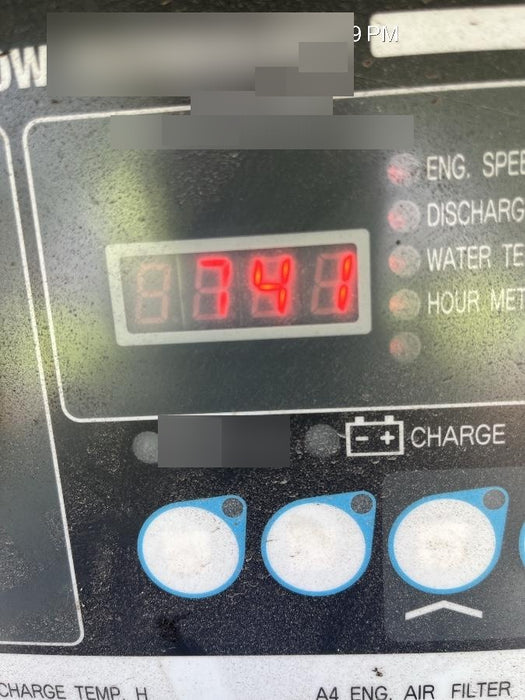 OW
9 PM
741
ENG. SPEE
DISCHARG
WATER TE
HOUR MET
- +
CHARGE
CHARGE TEMP. H
A4 ENG. AIR FILTER